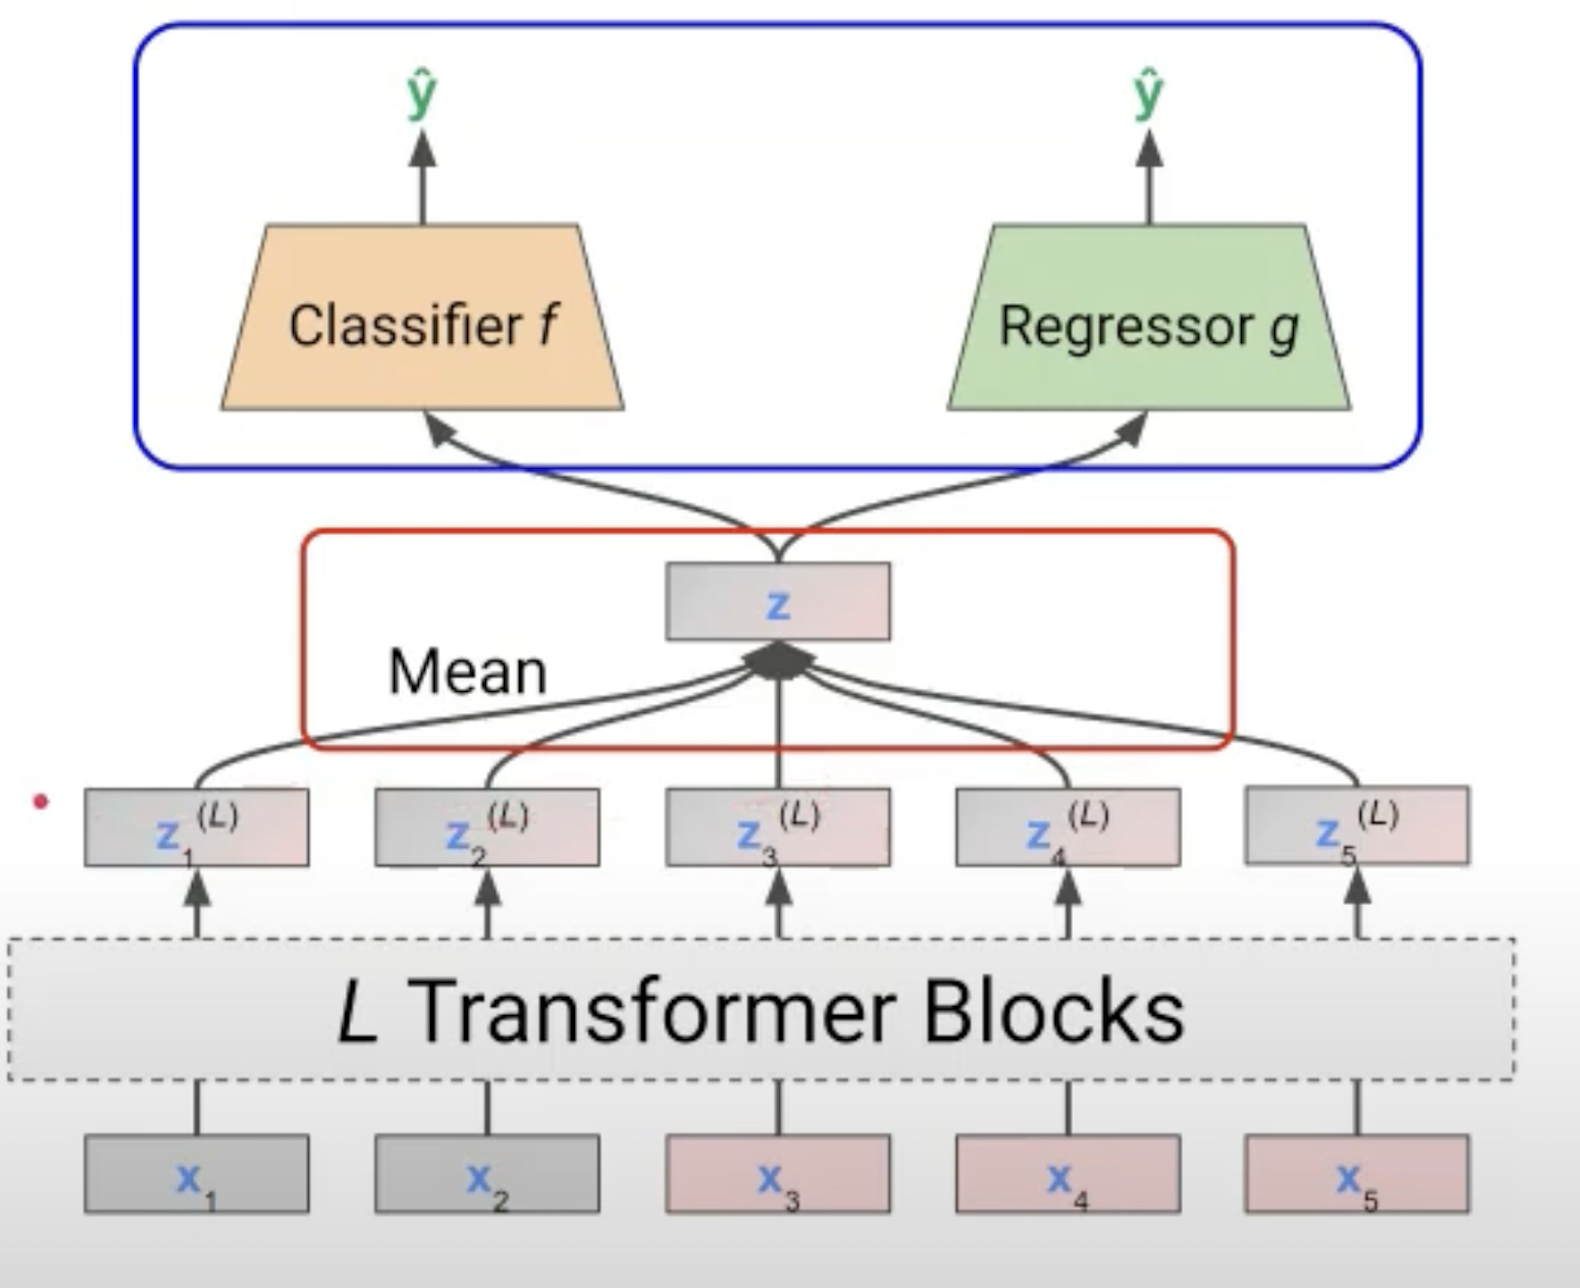 ŷ ŷ
Classifier f Regressor g
z
Mean
z₁⁽ᴸ⁾ z₂⁽ᴸ⁾ z₃⁽ᴸ⁾ z₄⁽ᴸ⁾ z₅⁽ᴸ⁾
L Transformer Blocks
x₁ x₂ x₃ x₄ x₅